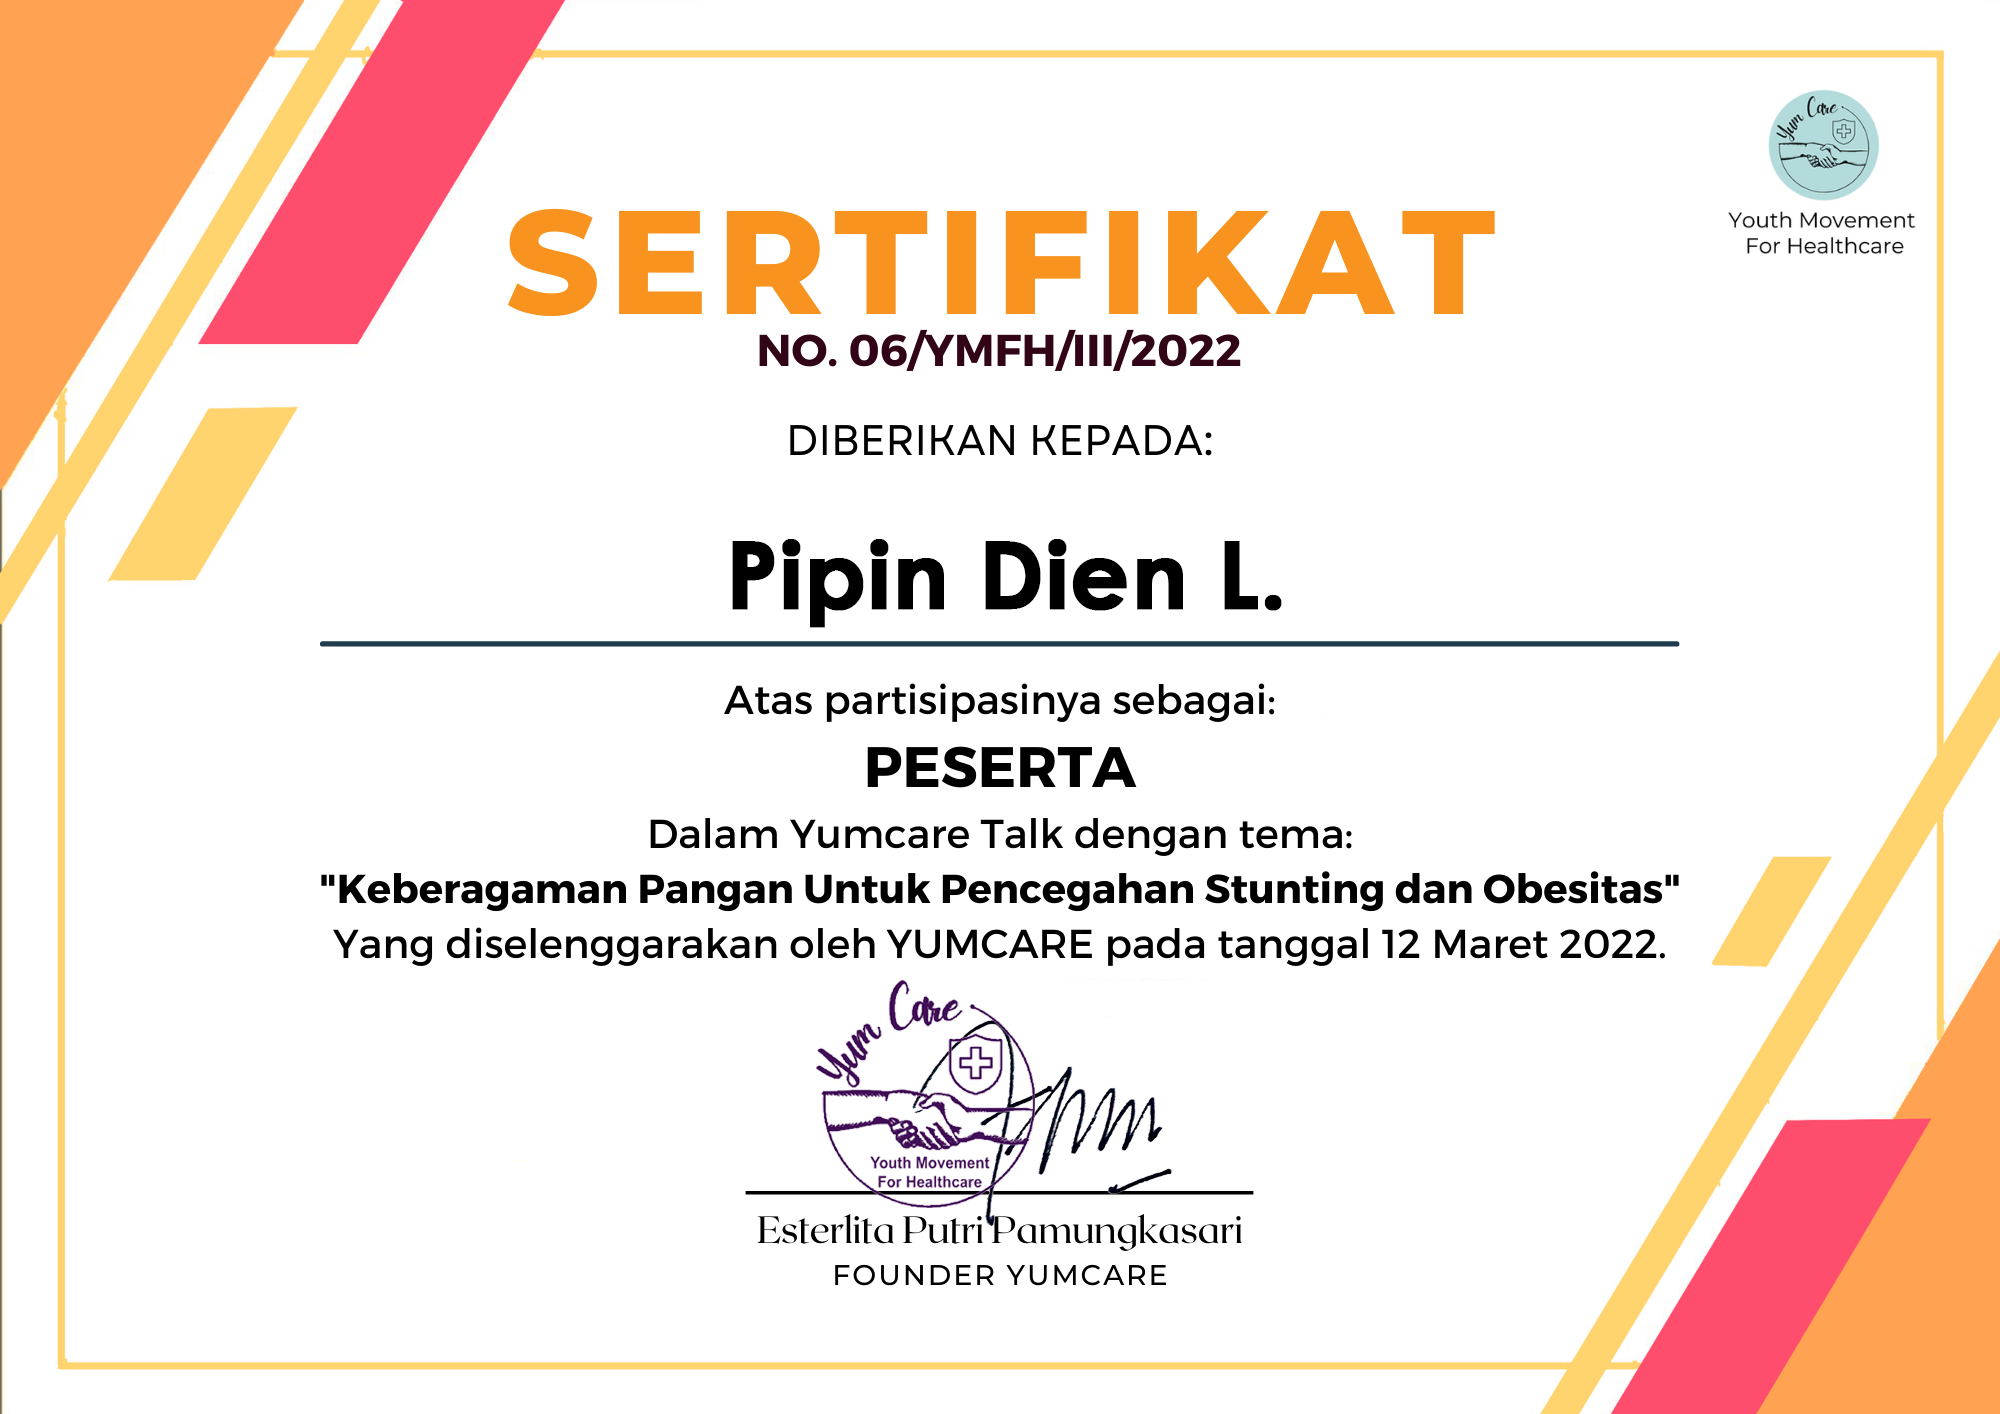 Yum Care
Youth Movement
For Healthcare
SERTIFIKAT
NO. 06/YMFH/III/2022
DIBERIKAN KEPADA:
Pipin Dien L.
Atas partisipasinya sebagai:
PESERTA
Dalam Yumcare Talk dengan tema:
"Keberagaman Pangan Untuk Pencegahan Stunting dan Obesitas"
Yang diselenggarakan oleh YUMCARE pada tanggal 12 Maret 2022.
Yum Care
Youth Movement
For Healthcare
Esterlita Putri Pamungkasari
FOUNDER YUMCARE